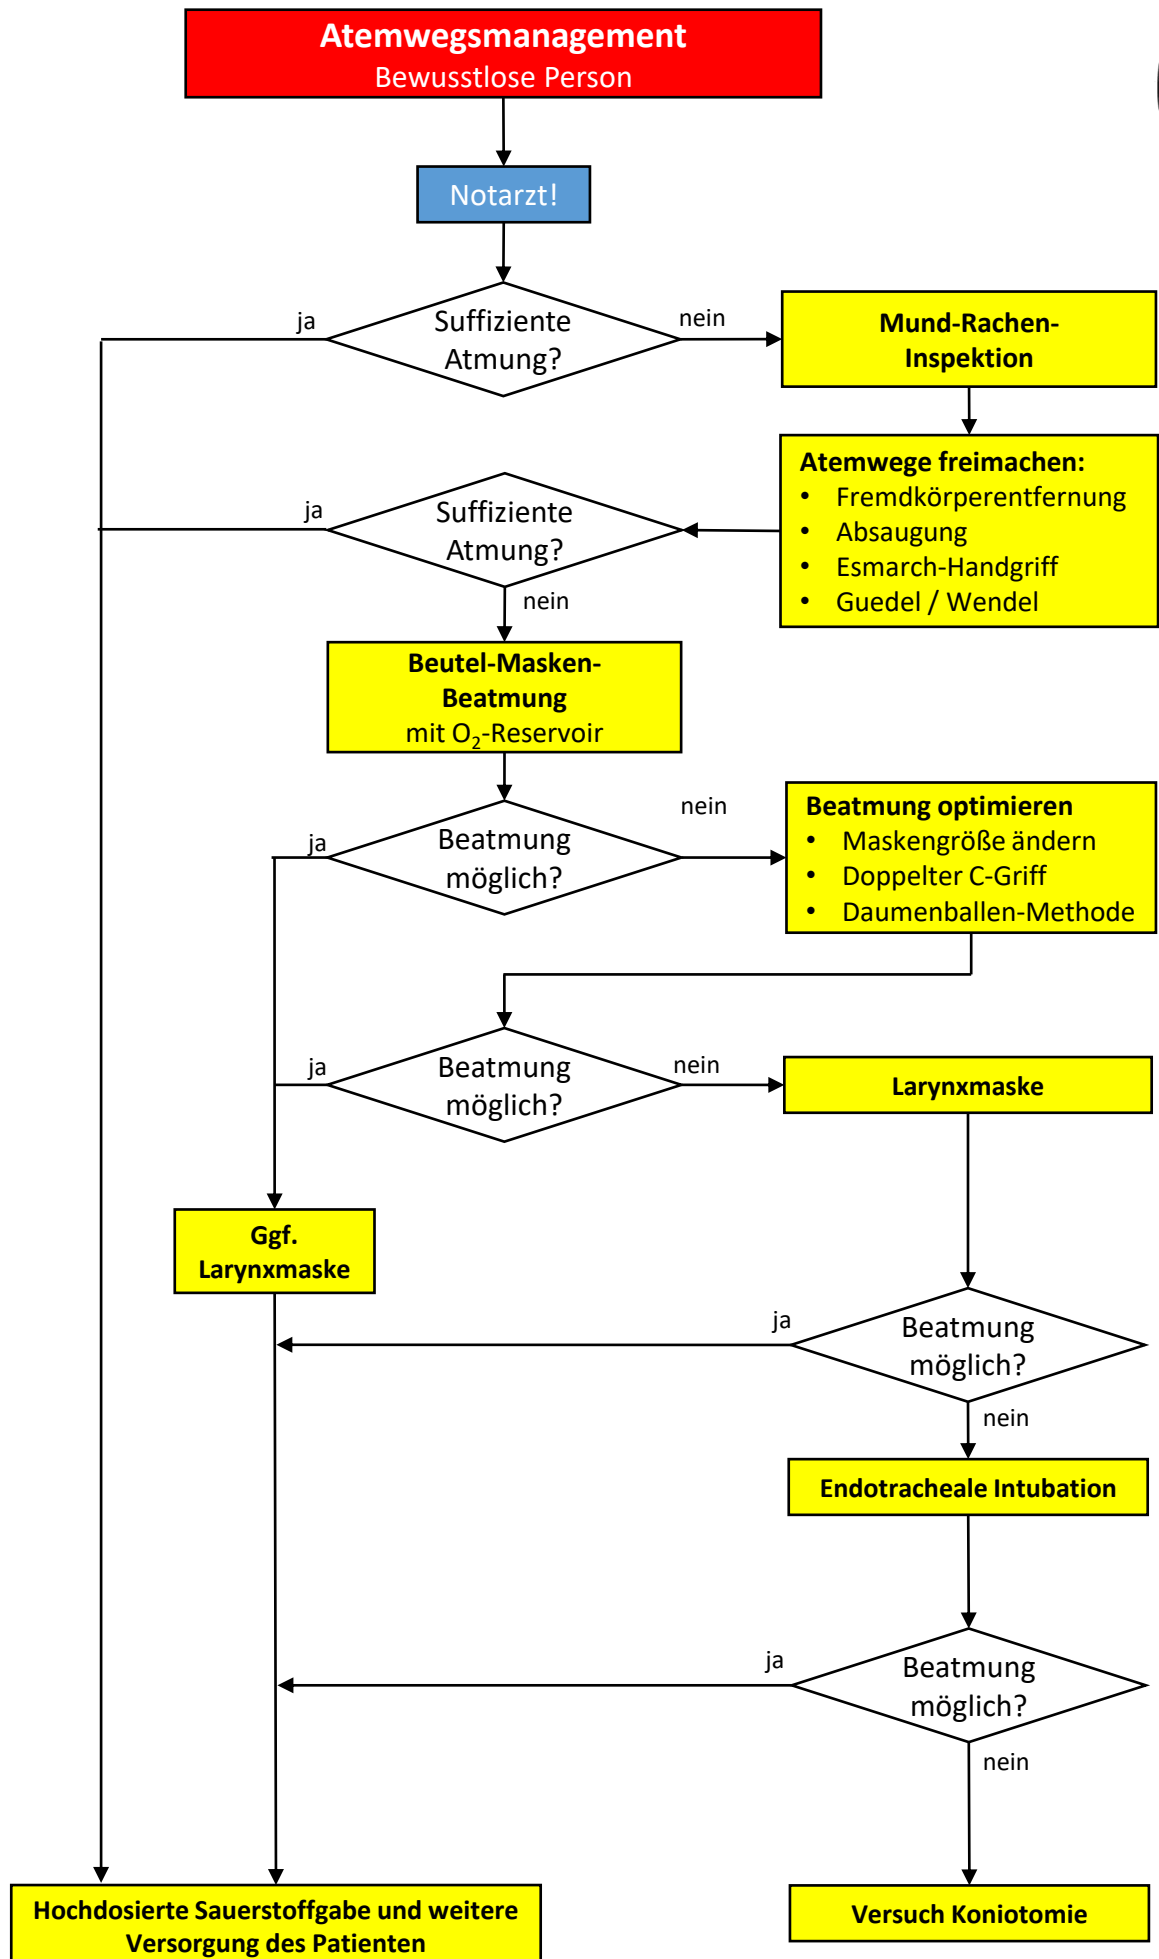 Atemwegsmanagement
Bewusstlose Person
Notarzt!
ja
Suffiziente
Atmung?
nein
Mund-Rachen-
Inspektion
Atemwege freimachen:
• Fremdkörperentfernung
• Absaugung
• Esmarch-Handgriff
• Guedel / Wendel
ja
Suffiziente
Atmung?
nein
Beutel-Masken-
Beatmung
mit O₂-Reservoir
ja
Beatmung
möglich?
nein
Beatmung optimieren
• Maskengröße ändern
• Doppelter C-Griff
• Daumenballen-Methode
ja
Beatmung
möglich?
nein
Larynxmaske
Ggf.
Larynxmaske
ja
Beatmung
möglich?
nein
Endotracheale Intubation
ja
Beatmung
möglich?
nein
Hochdosierte Sauerstoffgabe und weitere
Versorgung des Patienten
Versuch Koniotomie